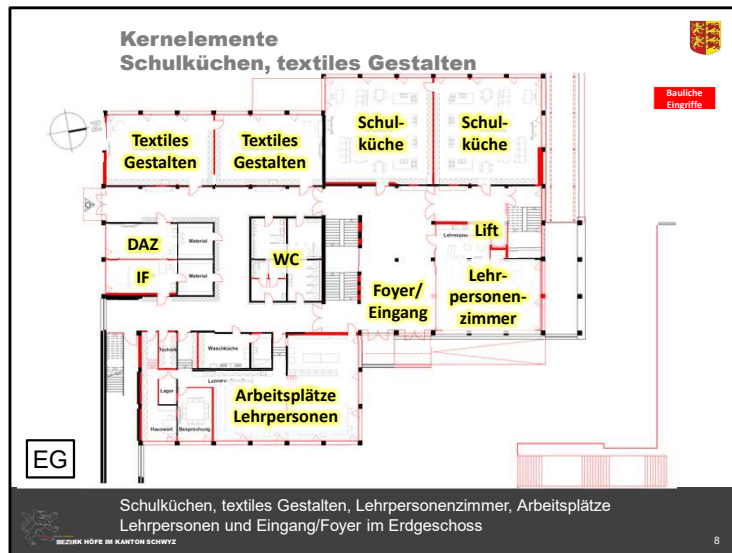 Kernelemente
Schulküchen, textiles Gestalten
Bauliche
Eingriffe
Textiles
Gestalten
Textiles
Gestalten
Schul-
küche
Schul-
küche
DAZ
Material
IF
Material
WC
Lift
Foyer/
Eingang
Lehr-
personen-
zimmer
Technik
Waschküche
Lager
Arbeitsplätze
Lehrpersonen
Hauswart
Besprechung
EG
Schulküchen, textiles Gestalten, Lehrpersonenzimmer, Arbeitsplätze
Lehrpersonen und Eingang/Foyer im Erdgeschoss
BEZIRK HÖFE IM KANTON SCHWYZ
8